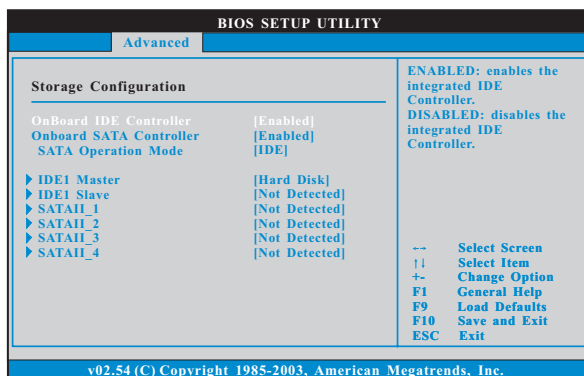 BIOS SETUP UTILITY
Advanced
Storage Configuration
OnBoard IDE Controller [Enabled]
Onboard SATA Controller [Enabled]
SATA Operation Mode [IDE]
IDE1 Master [Hard Disk]
IDE1 Slave [Not Detected]
SATAII_1 [Not Detected]
SATAII_2 [Not Detected]
SATAII_3 [Not Detected]
SATAII_4 [Not Detected]
ENABLED: enables the
integrated IDE
Controller.
DISABLED: disables the
integrated IDE
Controller.
←→ Select Screen
↑↓ Select Item
+- Change Option
F1 General Help
F9 Load Defaults
F10 Save and Exit
ESC Exit
v02.54 (C) Copyright 1985-2003, American Megatrends, Inc.